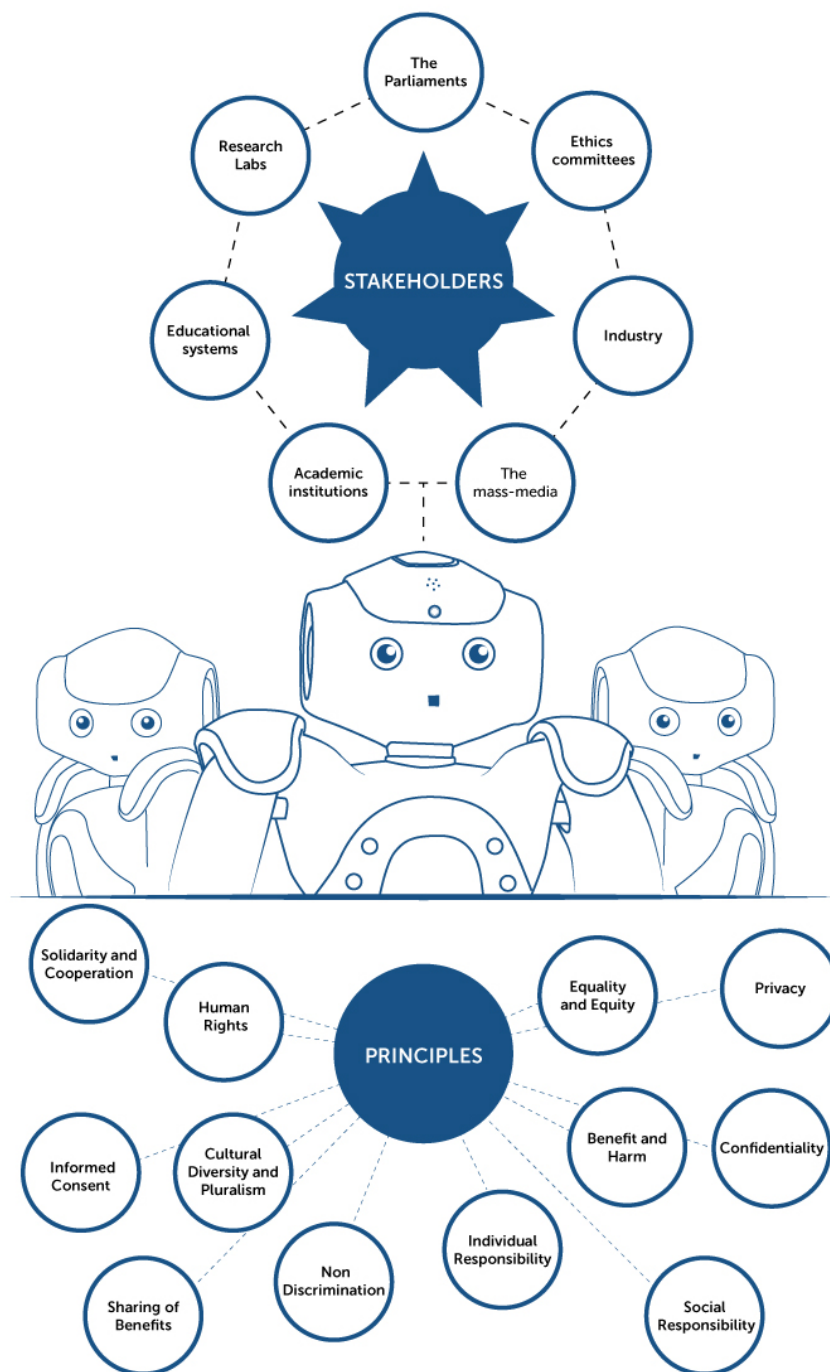 The
Parliaments
Research
Labs
Ethics
committees
STAKEHOLDERS
Educational
systems
Industry
Academic
institutions
The
mass-media
Solidarity and
Cooperation
Human
Rights
Equality
and Equity
Privacy
PRINCIPLES
Informed
Consent
Cultural
Diversity and
Pluralism
Benefit and
Harm
Confidentiality
Individual
Responsibility
Non
Discrimination
Sharing of
Benefits
Social
Responsibility